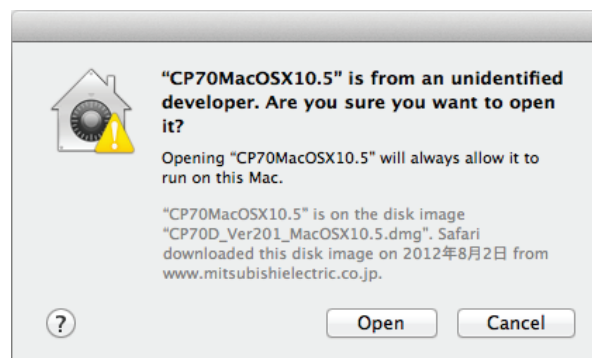 “CP70MacOSX10.5” is from an unidentified
developer. Are you sure you want to open
it?
Opening “CP70MacOSX10.5” will always allow it to
run on this Mac.
“CP70MacOSX10.5” is on the disk image
“CP70D_Ver201_MacOSX10.5.dmg”. Safari
downloaded this disk image on 2012年8月2日 from
www.mitsubishielectric.co.jp.
? Open Cancel